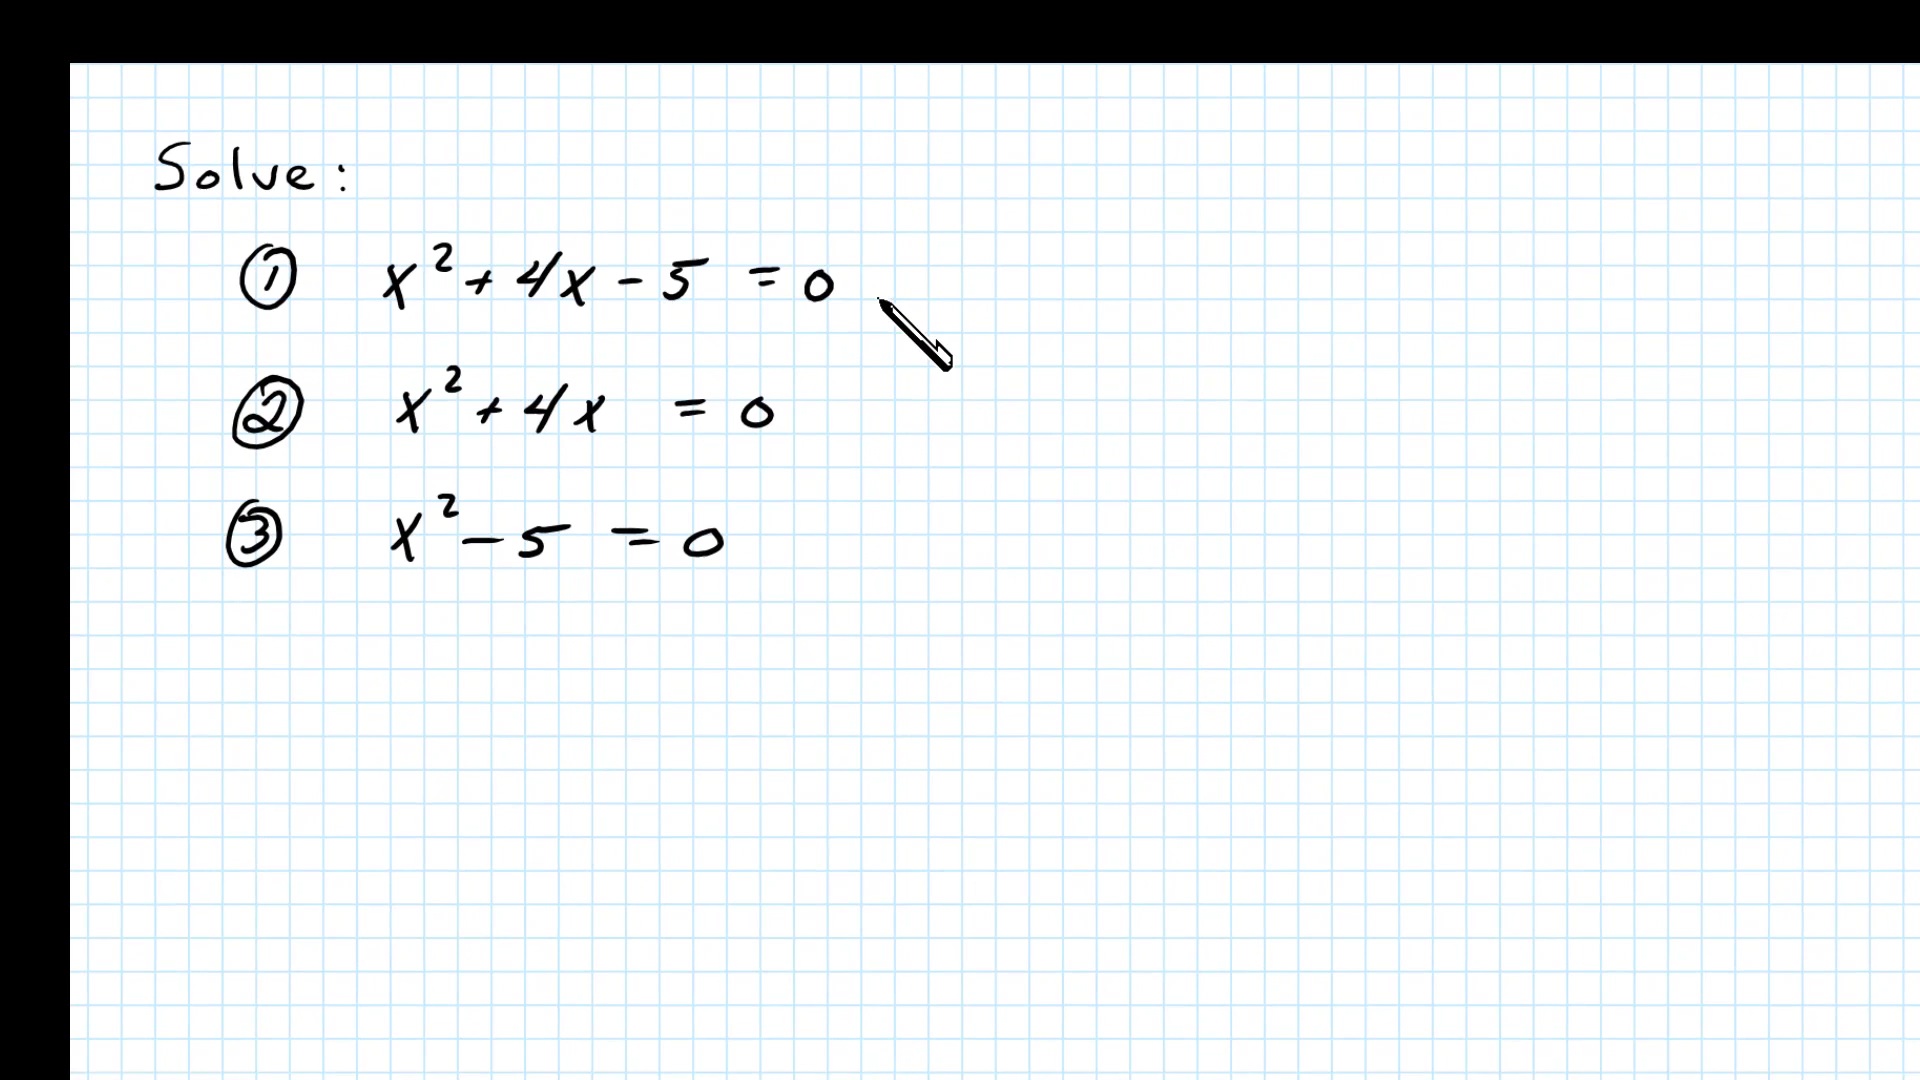 Solve:
① x² + 4x - 5 = 0
② x² + 4x = 0
③ x² - 5 = 0